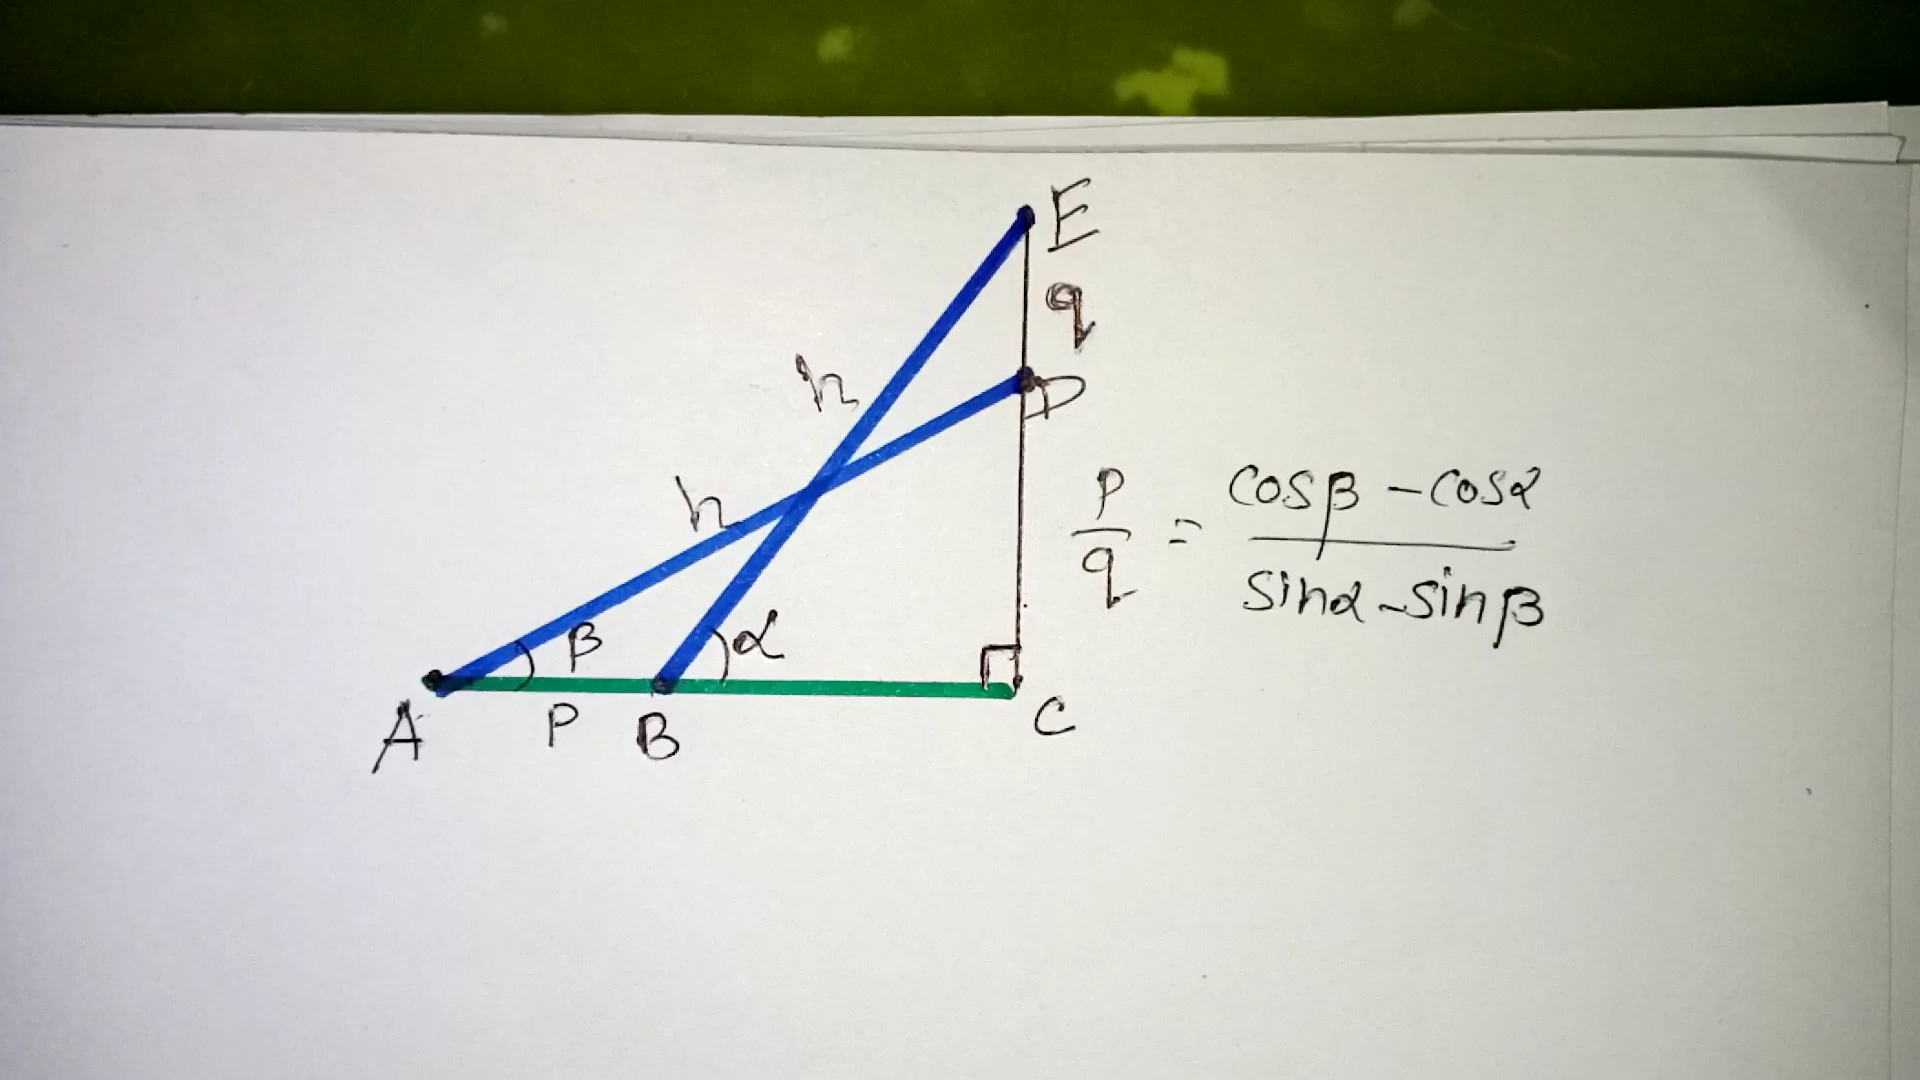 E
q
h
D
h
p/q = (cosβ - cosα)/(sinα - sinβ)
β α
A P B C